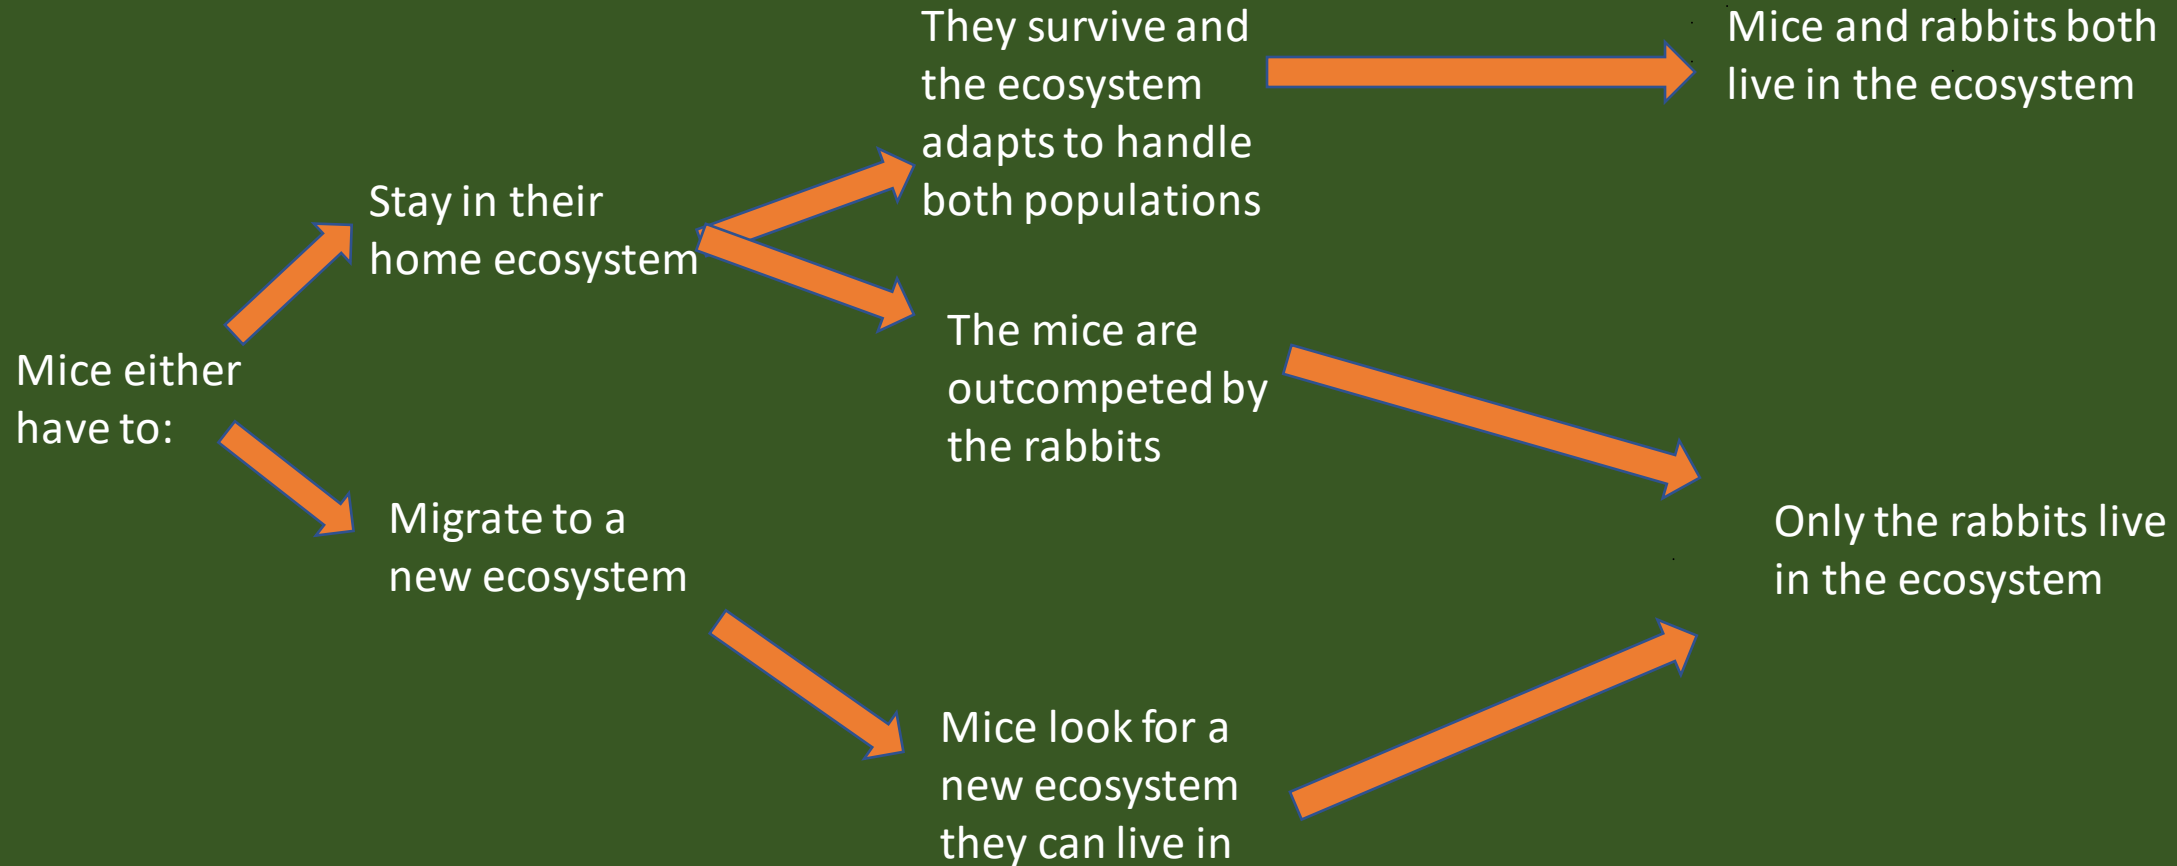 Mice either
have to:
Stay in their
home ecosystem
Migrate to a
new ecosystem
They survive and
the ecosystem
adapts to handle
both populations
The mice are
outcompeted by
the rabbits
Mice look for a
new ecosystem
they can live in
Mice and rabbits both
live in the ecosystem
Only the rabbits live
in the ecosystem